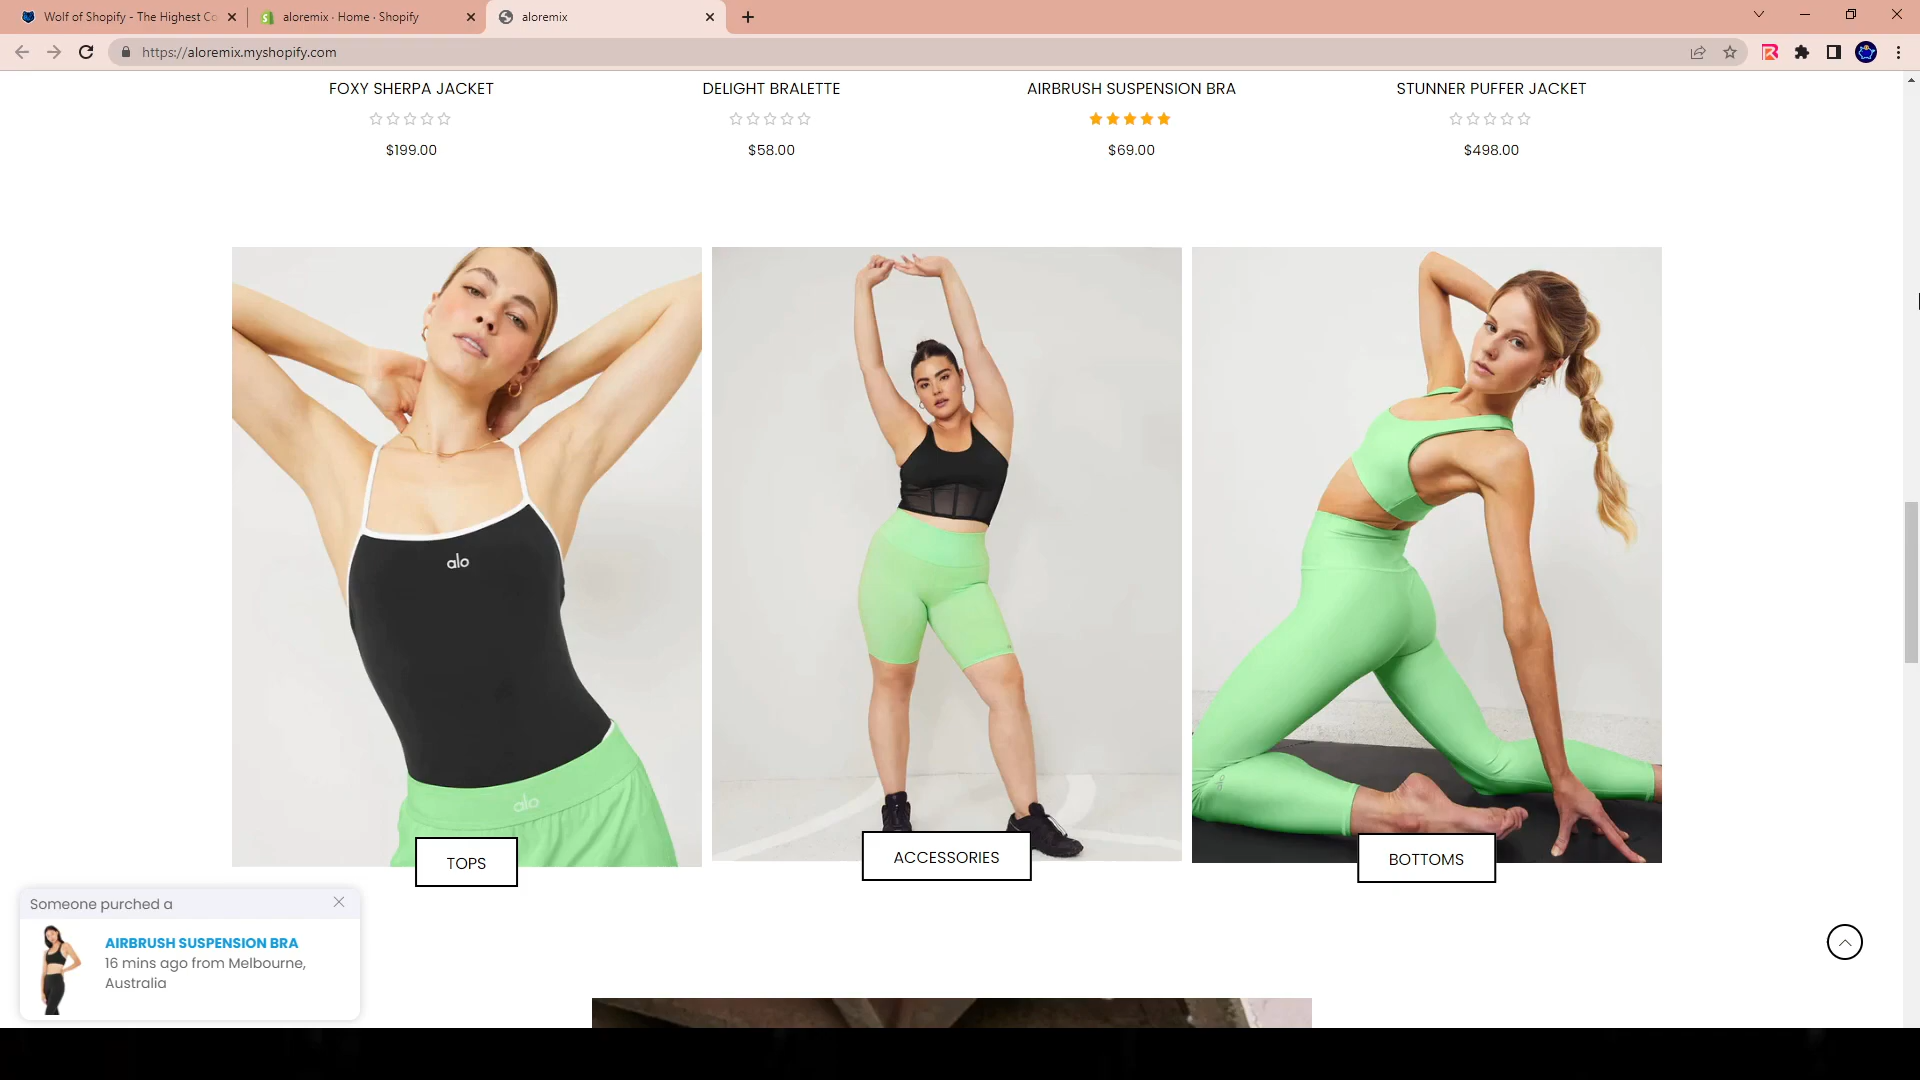 Wolf of Shopify - The Highest Co
aloremix · Home · Shopify
aloremix
https://aloremix.myshopify.com
FOXY SHERPA JACKET
DELIGHT BRALETTE
AIRBRUSH SUSPENSION BRA
STUNNER PUFFER JACKET
$199.00
$58.00
$69.00
$498.00
alo
alo
TOPS
ACCESSORIES
BOTTOMS
Someone purched a
AIRBRUSH SUSPENSION BRA
16 mins ago from Melbourne,
Australia